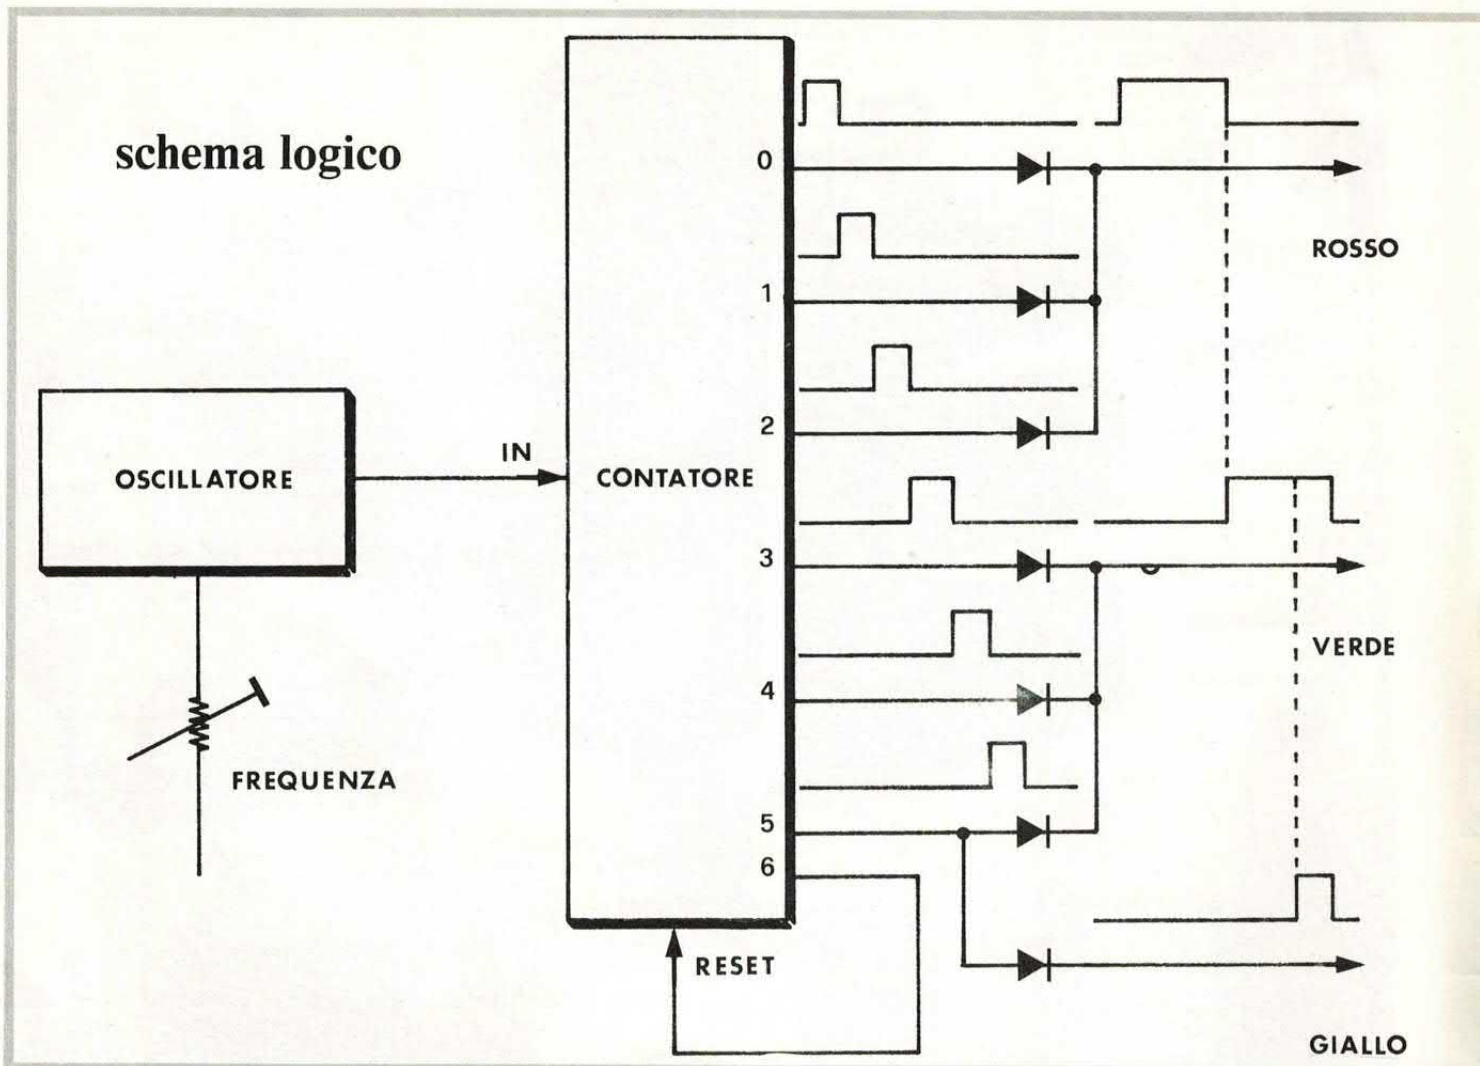 schema logico
0
ROSSO
1
2
IN
OSCILLATORE
CONTATORE
3
VERDE
4
FREQUENZA
5
6
RESET
GIALLO